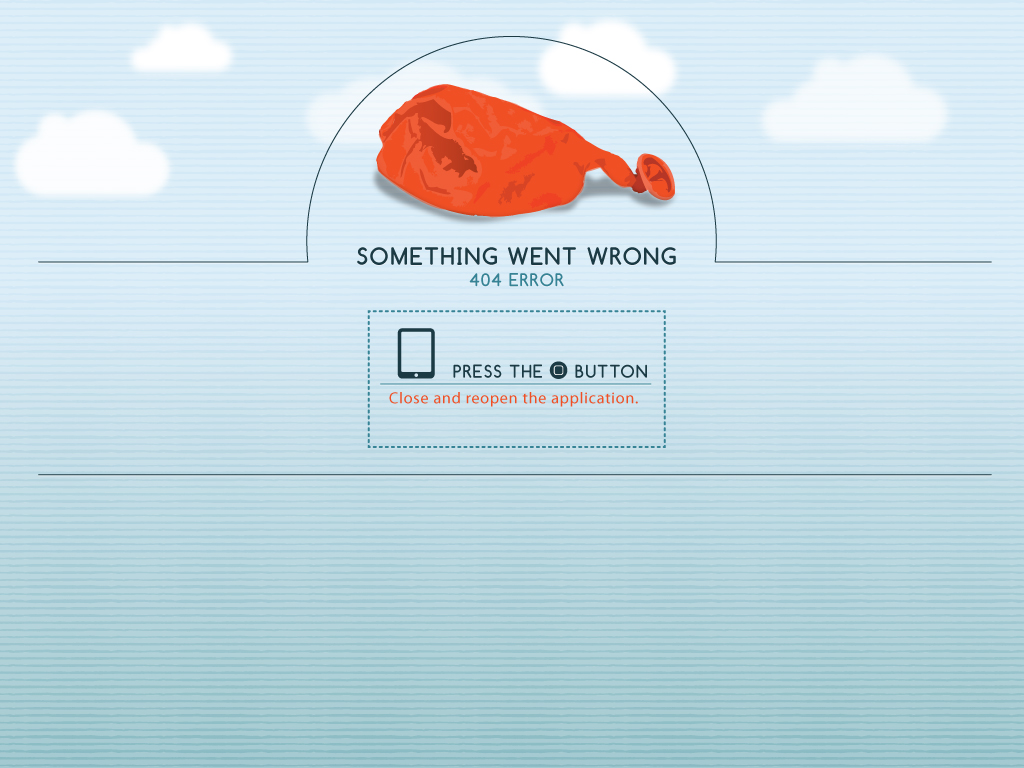 SOMETHING WENT WRONG
404 ERROR
PRESS THE BUTTON
Close and reopen the application.